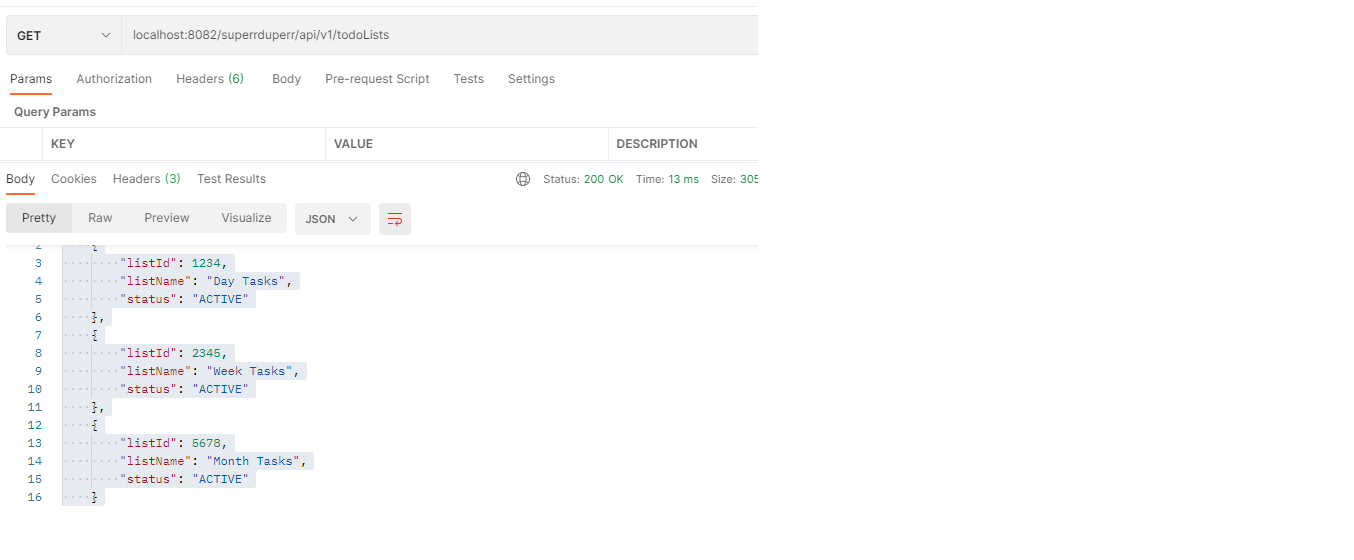 GET localhost:8082/superrduperr/api/v1/todoLists
Params Authorization Headers (6) Body Pre-request Script Tests Settings
Query Params
KEY VALUE DESCRIPTION
Body Cookies Headers (3) Test Results Status: 200 OK Time: 13 ms Size: 305
Pretty Raw Preview Visualize JSON
2 {
3 "listId": 1234,
4 "listName": "Day Tasks",
5 "status": "ACTIVE"
6 },
7 {
8 "listId": 2345,
9 "listName": "Week Tasks",
10 "status": "ACTIVE"
11 },
12 {
13 "listId": 5678,
14 "listName": "Month Tasks",
15 "status": "ACTIVE"
16 }